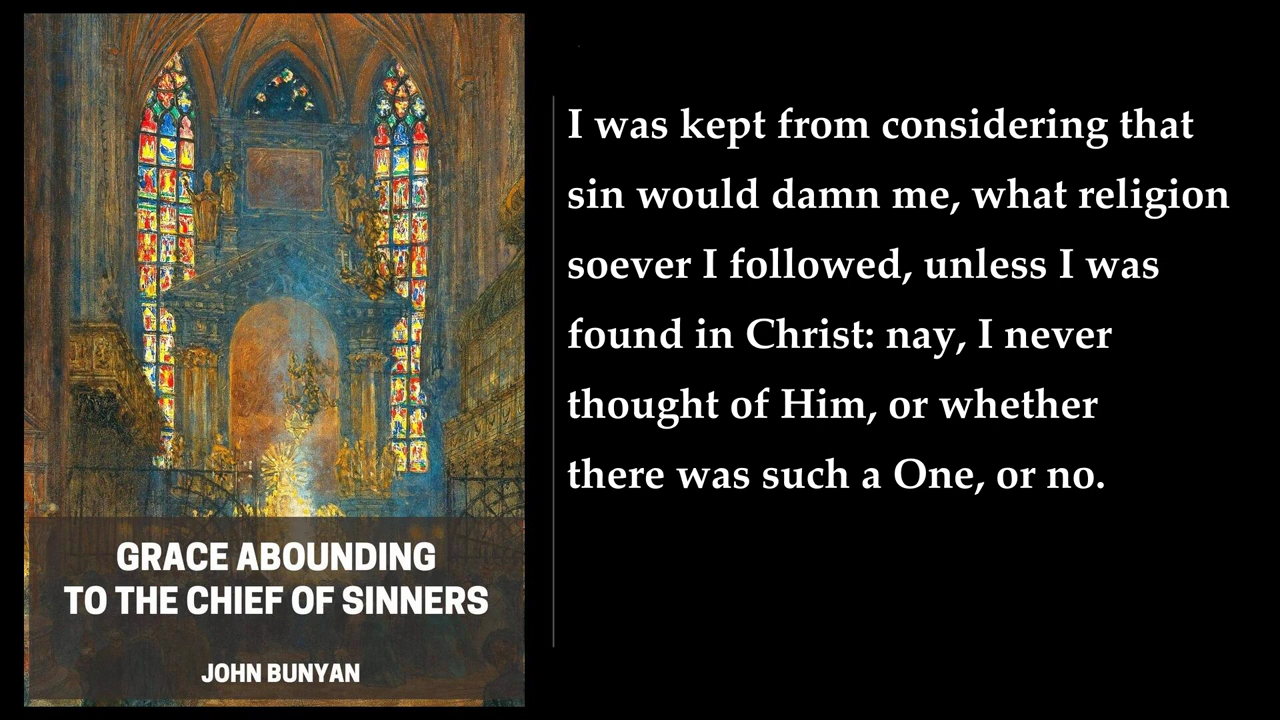 GRACE ABOUNDING
TO THE CHIEF OF SINNERS
JOHN BUNYAN
I was kept from considering that
sin would damn me, what religion
soever I followed, unless I was
found in Christ: nay, I never
thought of Him, or whether
there was such a One, or no.